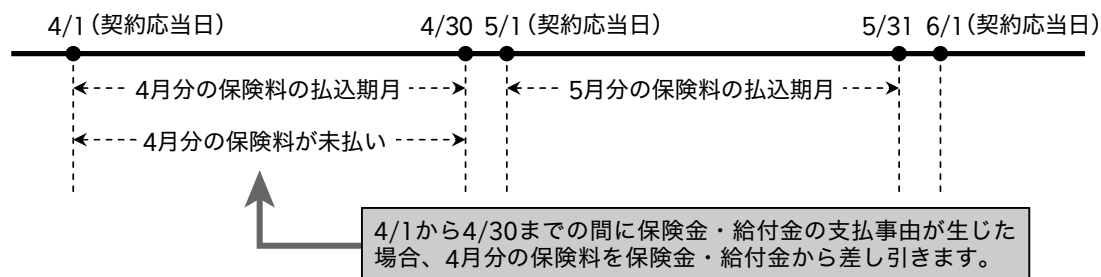 4/1（契約応当日） 4/30 5/1（契約応当日） 5/31 6/1（契約応当日）
4月分の保険料の払込期月 5月分の保険料の払込期月
4月分の保険料が未払い
4/1から4/30までの間に保険金・給付金の支払事由が生じた
場合、4月分の保険料を保険金・給付金から差し引きます。